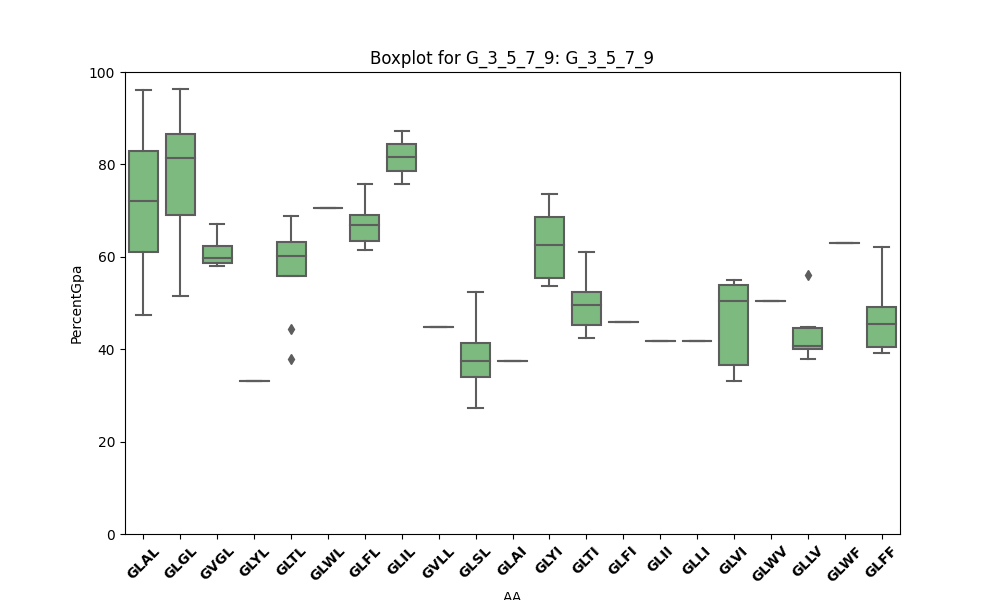 Boxplot for G_3_5_7_9: G_3_5_7_9
100
80
60
40
20
0
PercentGpa
GLAL GLGL GVGL GLYL GLTL GLWL GLFL GLIL GVLL GLSL GLAI GLYI GLTI GLFI GLII GLLI GLVI GLWV GLLV GLWF GLFF
AA